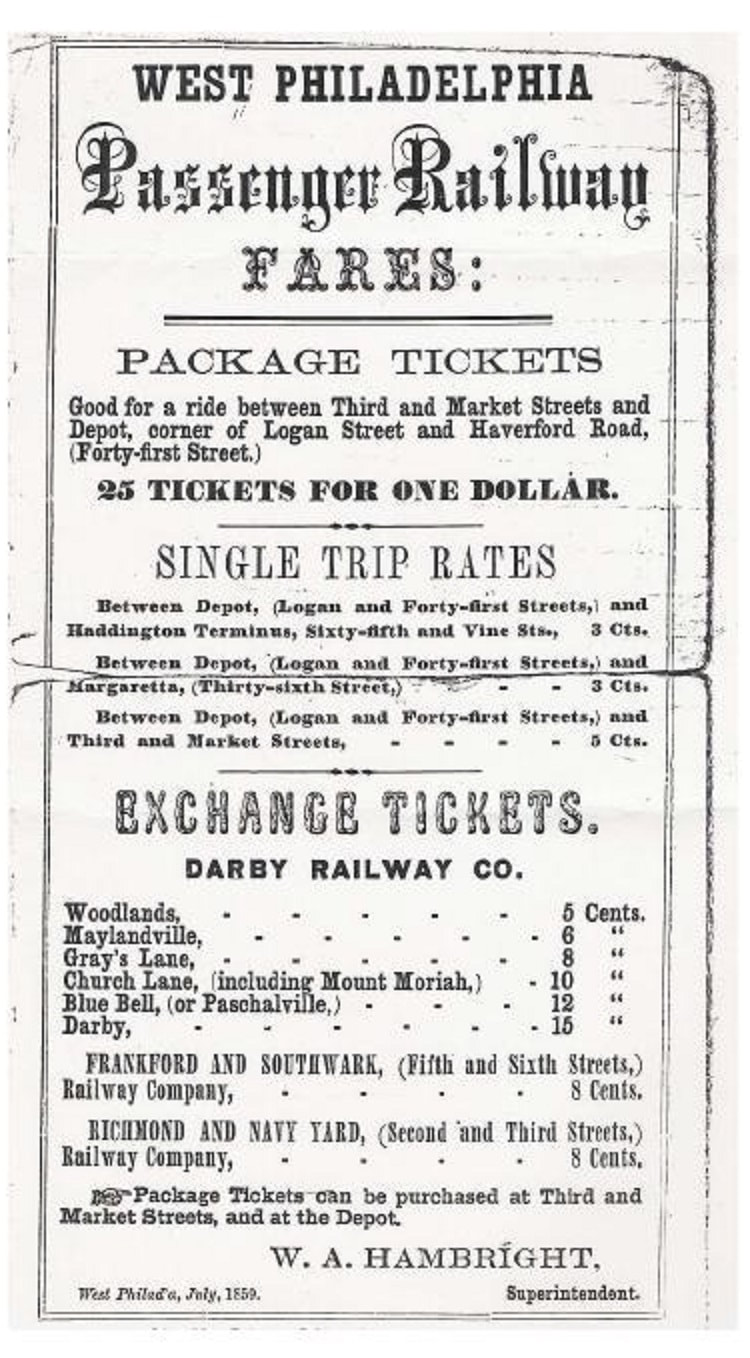 WEST PHILADELPHIA
Passenger Railway
FARES:
PACKAGE TICKETS
Good for a ride between Third and Market Streets and
Depot, corner of Logan Street and Haverford Road,
(Forty-first Street.)
25 TICKETS FOR ONE DOLLAR.
SINGLE TRIP RATES
Between Depot, (Logan and Forty-first Streets,) and
Haddington Terminus, Sixty-fifth and Vine Sts., 3 Cts.
Between Depot, (Logan and Forty-first Streets,) and
Margaretta, (Thirty-sixth Street,) - - 3 Cts.
Between Depot, (Logan and Forty-first Streets,) and
Third and Market Streets, - - - - 5 Cts.
EXCHANGE TICKETS.
DARBY RAILWAY CO.
Woodlands, - - - - - 5 Cents.
Maylandville, - - - - - - 6 “
Gray's Lane, - - - - - 8 “
Church Lane, (including Mount Moriah,) - 10 “
Blue Bell, (or Paschalville,) - - - 12 “
Darby, - - - - - - 15 “
FRANKFORD AND SOUTHWARK, (Fifth and Sixth Streets,)
Railway Company, - - - - 8 Cents.
RICHMOND AND NAVY YARD, (Second and Third Streets,)
Railway Company, - - - - 8 Cents.
☞Package Tickets can be purchased at Third and
Market Streets, and at the Depot.
W. A. HAMBRIGHT,
West Philad'a, July, 1859. Superintendent.